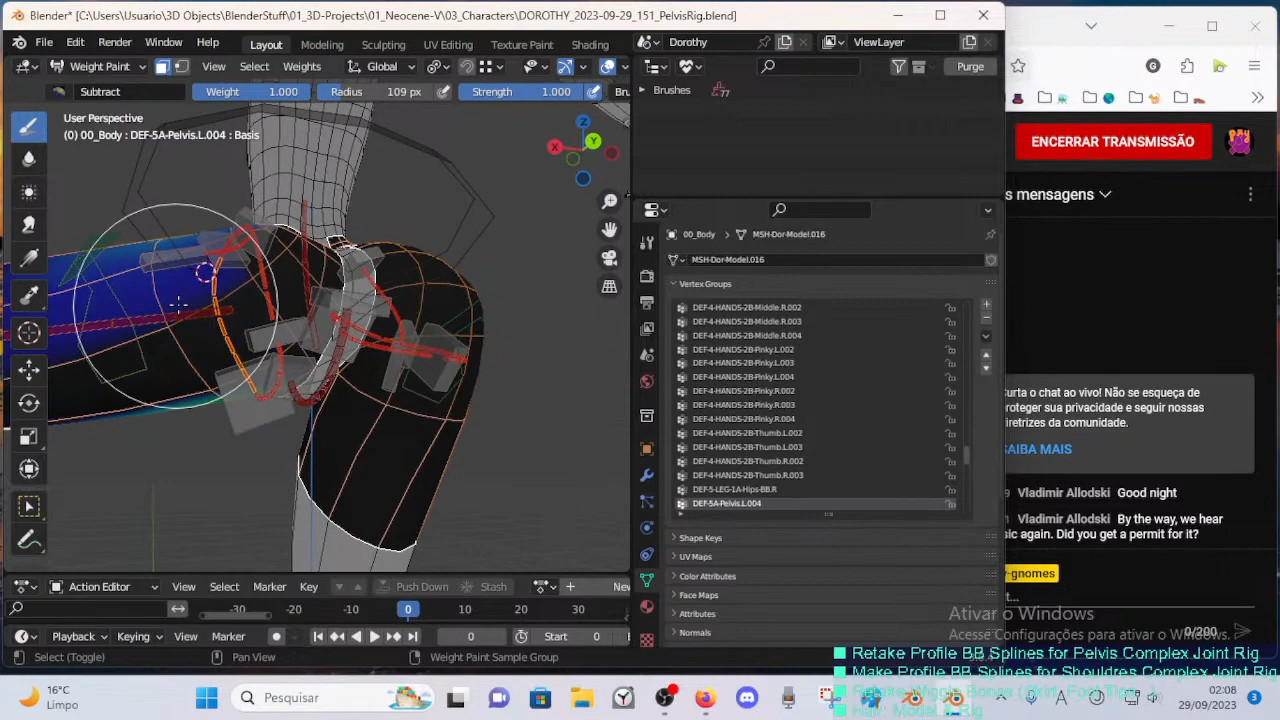 Blender* [C:\Users\Usuario\3D Objects\BlenderStuff\01_3D-Projects\01_Neocene-V\03_Characters\DOROTHY_2023-09-29_151_PelvisRig.blend]
File Edit Render Window Help Layout Modeling Sculpting UV Editing Texture Paint Shading Dorothy ViewLayer
Weight Paint View Weights Global Purge
Subtract Weight 1.000 Radius 109 px Strength 1.000 Bru Brushes 77
User Perspective
(0) 00_Body : DEF-5A-Pelvis.L.004 : Basis
Z
Y
X
00_Body MSH-Dor-Model.016
MSH-Dor-Model.016
Vertex Groups
DEF-4-HANDS-2B-Middle.R.002
DEF-4-HANDS-2B-Middle.R.003
DEF-4-HANDS-2B-Middle.R.004
DEF-4-HANDS-2B-Pinky.L.002
DEF-4-HANDS-2B-Pinky.L.003
DEF-4-HANDS-2B-Pinky.L.004
DEF-4-HANDS-2B-Pinky.R.002
DEF-4-HANDS-2B-Pinky.R.003
DEF-4-HANDS-2B-Pinky.R.004
DEF-4-HANDS-2B-Thumb.L.002
DEF-4-HANDS-2B-Thumb.L.003
DEF-4-HANDS-2B-Thumb.R.002
DEF-4-HANDS-2B-Thumb.R.003
DEF-5-LEG-1A-Hips-BB.R
DEF-5A-Pelvis.L.004
Shape Keys
UV Maps
Color Attributes
Face Maps
Attributes
Normals
Action Editor View Select Marker Key Push Down Stash New
-30 -20 -10 0 10 20 30
Playback Keying View Marker 0 Start 0
Select (Toggle) Pan View Weight Paint Sample Group
G
ENCERRAR TRANSMISSÃO
s mensagens
Curta o chat ao vivo! Não se esqueça de
proteger sua privacidade e seguir nossas
diretrizes da comunidade.
SAIBA MAIS
Vladimir Allodski Good night
Vladimir Allodski By the way, we hear
sic again. Did you get a permit for it?
-gnomes
0/200
Ativar o Windows
Acesse Configurações para ativar o Windows.
Retake Profile BB Splines for Pelvis Complex Joint Rig
Make Profile BB Splines for Shouldres Complex Joint Rig
16°C
Limpo
Pesquisar
02:08
29/09/2023
3